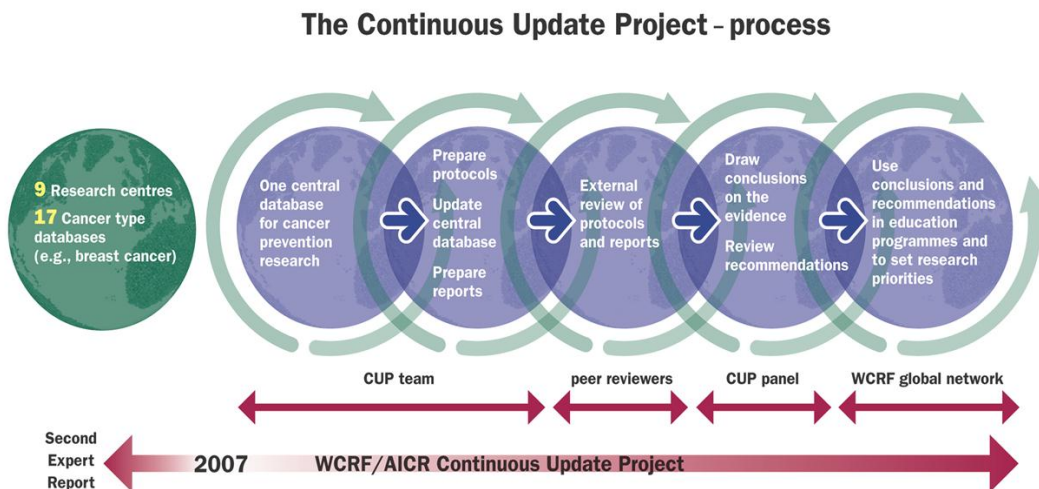 The Continuous Update Project – process
9 Research centres
17 Cancer type
databases
(e.g., breast cancer)
One central
database
for cancer
prevention
research
Prepare
protocols
Update
central
database
Prepare
reports
External
review of
protocols
and reports
Draw
conclusions
on the
evidence
Review
recommendations
Use
conclusions and
recommendations
in education
programmes and
to set research
priorities
CUP team
peer reviewers
CUP panel
WCRF global network
Second
Expert
Report
2007
WCRF/AICR Continuous Update Project